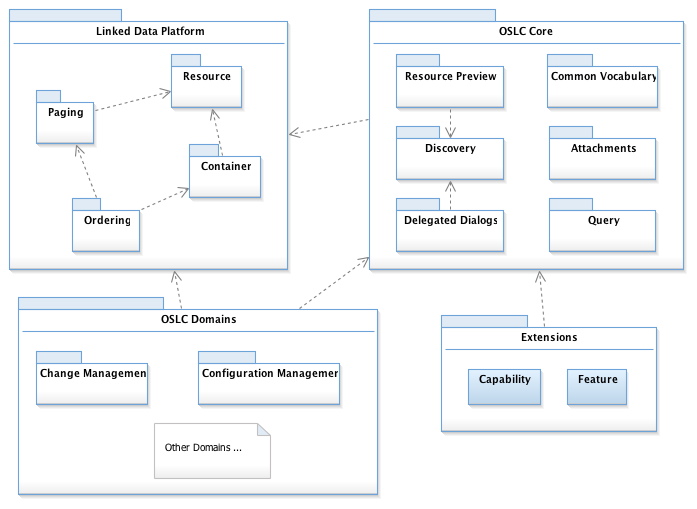 Linked Data Platform
Resource
Paging
Container
Ordering
OSLC Core
Resource Preview
Common Vocabulary
Discovery
Attachments
Delegated Dialogs
Query
OSLC Domains
Change Managemen
Configuration Managemer
Other Domains ...
Extensions
Capability
Feature